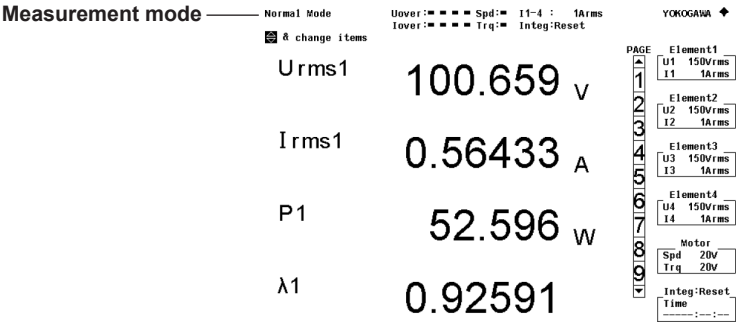 Measurement mode
Normal Mode
Uover: Spd: I1-4 : 1Arms
Iover: Trq: Integ:Reset
YOKOGAWA
& change items
Urms1 100.659 V
Irms1 0.56433 A
P1 52.596 W
λ1 0.92591
PAGE
1
2
3
4
5
6
7
8
9
Element1
U1 150Vrms
I1 1Arms
Element2
U2 150Vrms
I2 1Arms
Element3
U3 150Vrms
I3 1Arms
Element4
U4 150Vrms
I4 1Arms
Motor
Spd 20V
Trq 20V
Integ:Reset
Time
-----:--:--